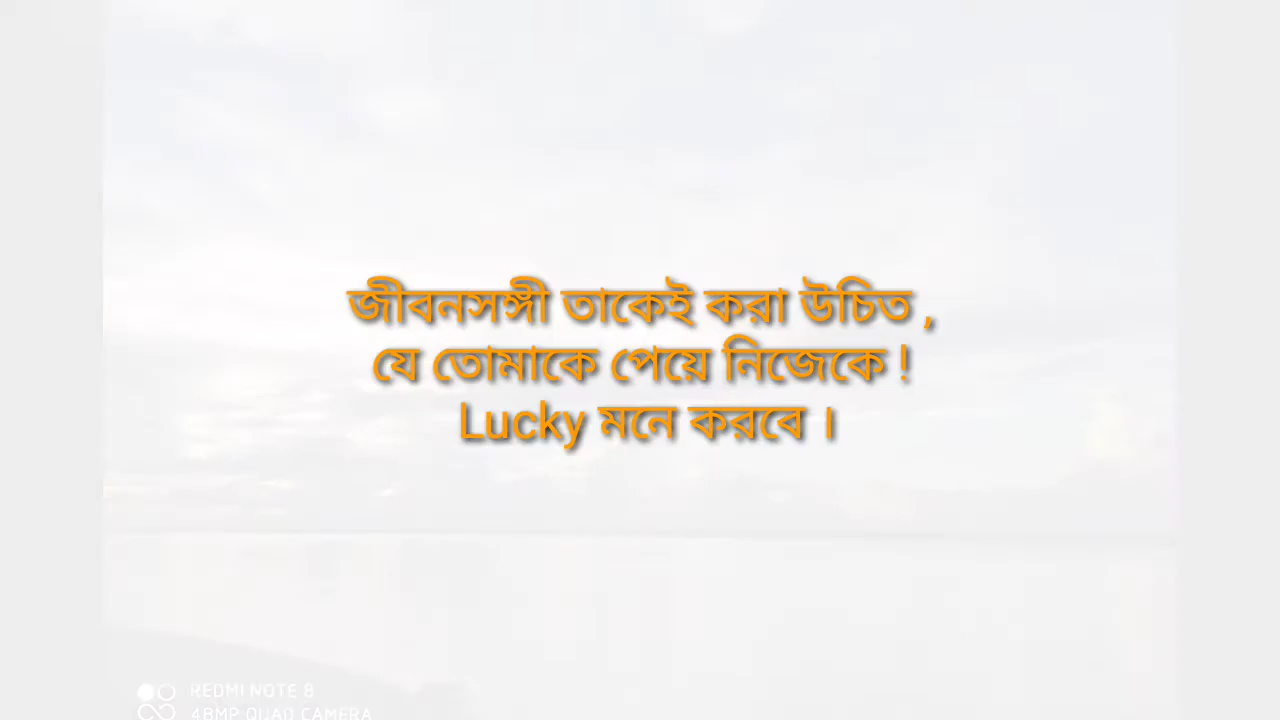 জীবনসঙ্গী তাকেই করা উচিত ,
যে তোমাকে পেয়ে নিজেকে !
Lucky মনে করবে ।
REDMI NOTE 8
48MP QUAD CAMERA